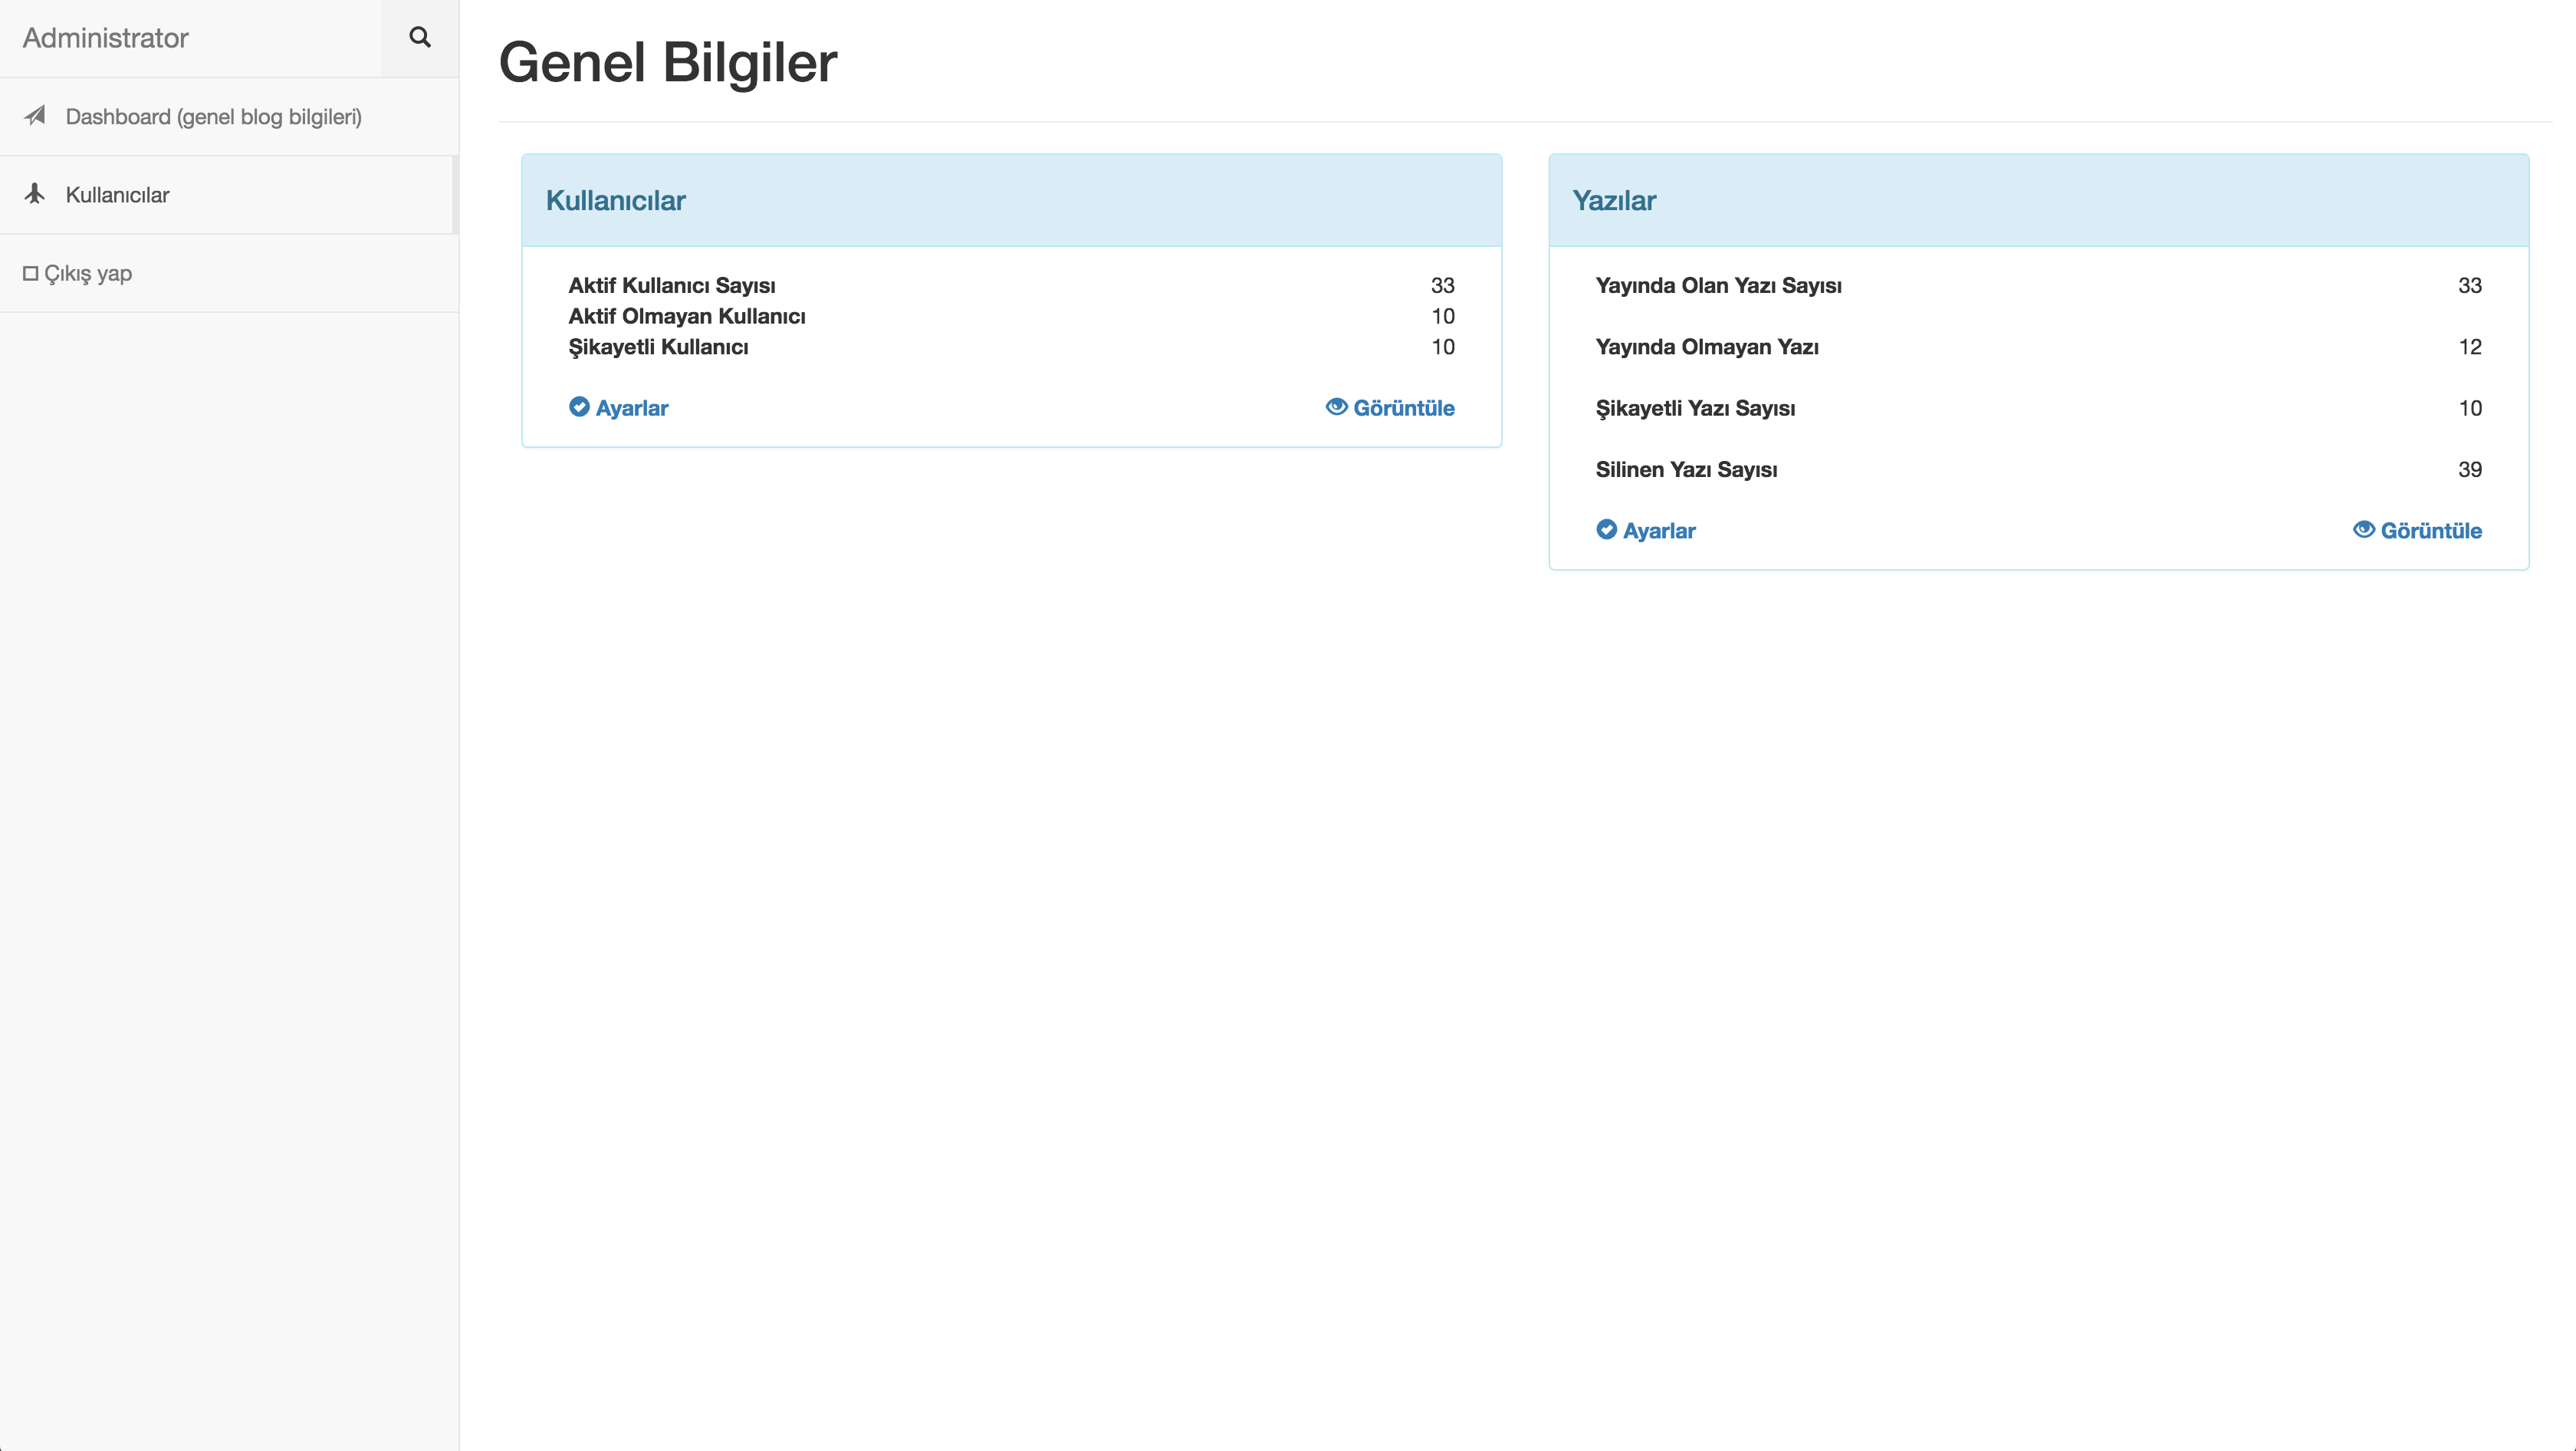 Administrator
Dashboard (genel blog bilgileri)
Kullanıcılar
Çıkış yap
Genel Bilgiler
Kullanıcılar
Aktif Kullanıcı Sayısı 33
Aktif Olmayan Kullanıcı 10
Şikayetli Kullanıcı 10
Ayarlar Görüntüle
Yazılar
Yayında Olan Yazı Sayısı 33
Yayında Olmayan Yazı 12
Şikayetli Yazı Sayısı 10
Silinen Yazı Sayısı 39
Ayarlar Görüntüle